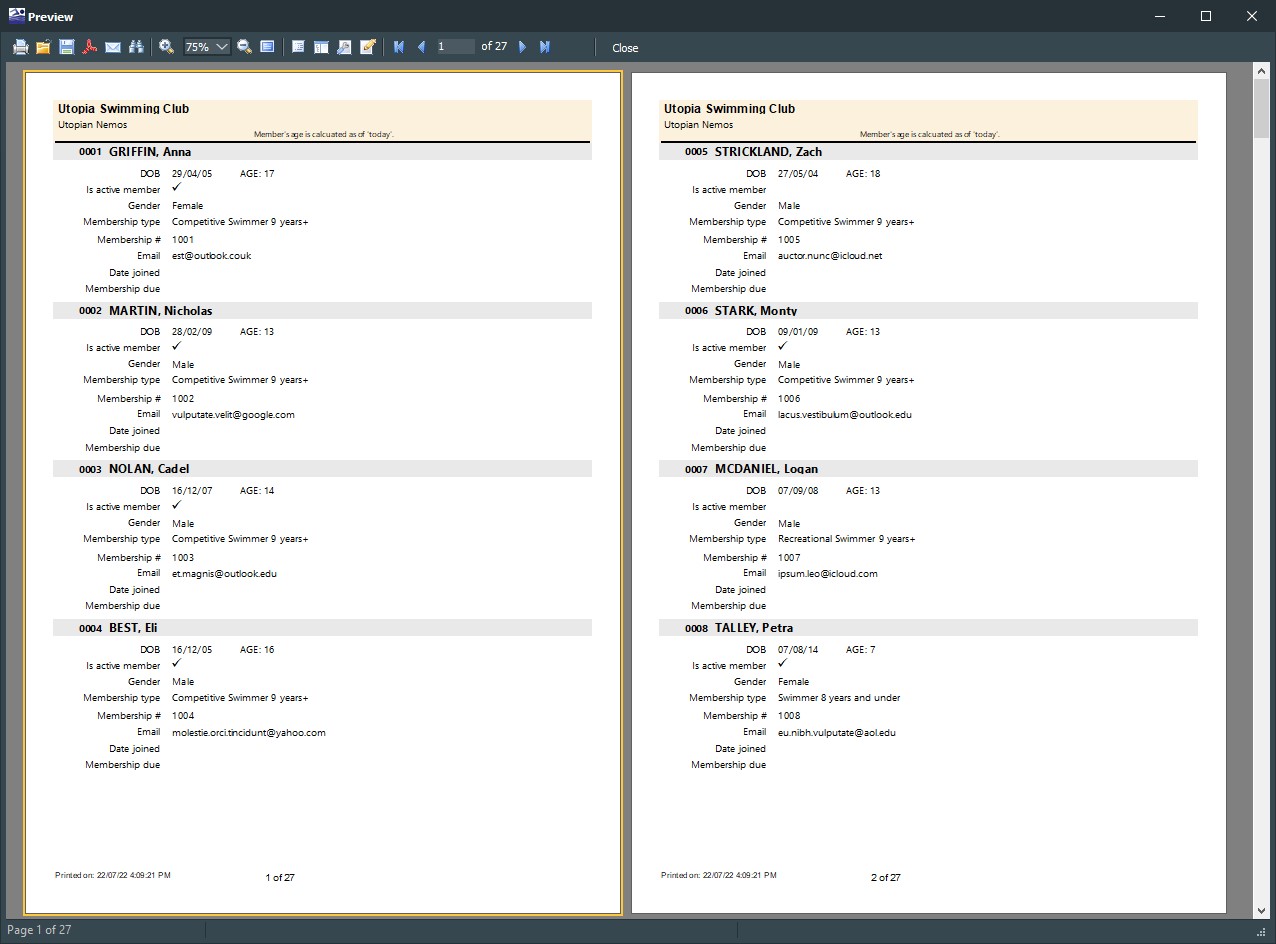 Preview
75%
1 of 27
Close
Utopia Swimming Club
Utopian Nemos
Member's age is calcuated as of 'today'.
0001 GRIFFIN, Anna
DOB 29/04/05 AGE: 17
Is active member ✓
Gender Female
Membership type Competitive Swimmer 9 years+
Membership # 1001
Email est@outlook.couk
Date joined
Membership due
0002 MARTIN, Nicholas
DOB 28/02/09 AGE: 13
Is active member ✓
Gender Male
Membership type Competitive Swimmer 9 years+
Membership # 1002
Email vulputate.velit@google.com
Date joined
Membership due
0003 NOLAN, Cadel
DOB 16/12/07 AGE: 14
Is active member ✓
Gender Male
Membership type Competitive Swimmer 9 years+
Membership # 1003
Email et.magnis@outlook.edu
Date joined
Membership due
0004 BEST, Eli
DOB 16/12/05 AGE: 16
Is active member ✓
Gender Male
Membership type Competitive Swimmer 9 years+
Membership # 1004
Email molestie.orci.tincidunt@yahoo.com
Date joined
Membership due
Printed on: 22/07/22 4:09:21 PM 1 of 27
Utopia Swimming Club
Utopian Nemos
Member's age is calcuated as of 'today'.
0005 STRICKLAND, Zach
DOB 27/05/04 AGE: 18
Is active member
Gender Male
Membership type Competitive Swimmer 9 years+
Membership # 1005
Email auctor.nunc@icloud.net
Date joined
Membership due
0006 STARK, Monty
DOB 09/01/09 AGE: 13
Is active member ✓
Gender Male
Membership type Competitive Swimmer 9 years+
Membership # 1006
Email lacus.vestibulum@outlook.edu
Date joined
Membership due
0007 MCDANIEL, Logan
DOB 07/09/08 AGE: 13
Is active member
Gender Male
Membership type Recreational Swimmer 9 years+
Membership # 1007
Email ipsum.leo@icloud.com
Date joined
Membership due
0008 TALLEY, Petra
DOB 07/08/14 AGE: 7
Is active member ✓
Gender Female
Membership type Swimmer 8 years and under
Membership # 1008
Email eu.nibh.vulputate@aol.edu
Date joined
Membership due
Printed on: 22/07/22 4:09:21 PM 2 of 27
Page 1 of 27